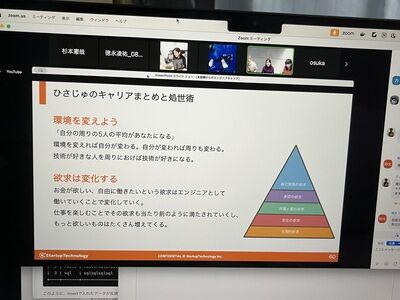 zoom.us ミーティング 表示 編集 ウィンドウ ヘルプ
zoom
Zoom ミーティング
杉本憲哉
徳永凌祐_08...
osuka
YouTube
ひさじゅのキャリアまとめと処世術
環境を変えよう
「自分の周りの5人の平均があなたになる」
環境を変えれば自分が変わる。自分が変われば周りも変わる。
技術が好きな人を周りにおけば技術が好きになる。
欲求は変化する
お金が欲しい、自由に働きたいという欲求はエンジニアとして
働いていくことで変化していく。
仕事を楽しむことでその欲求も当たり前のように満たされていくし、
もっと欲しいものはたくさん増えてくる。
自己実現の欲求
承認の欲求
所属と愛の欲求
安全の欲求
生理的欲求
StartupTechnology
CONFIDENTIAL © StartupTechnology Inc.
60